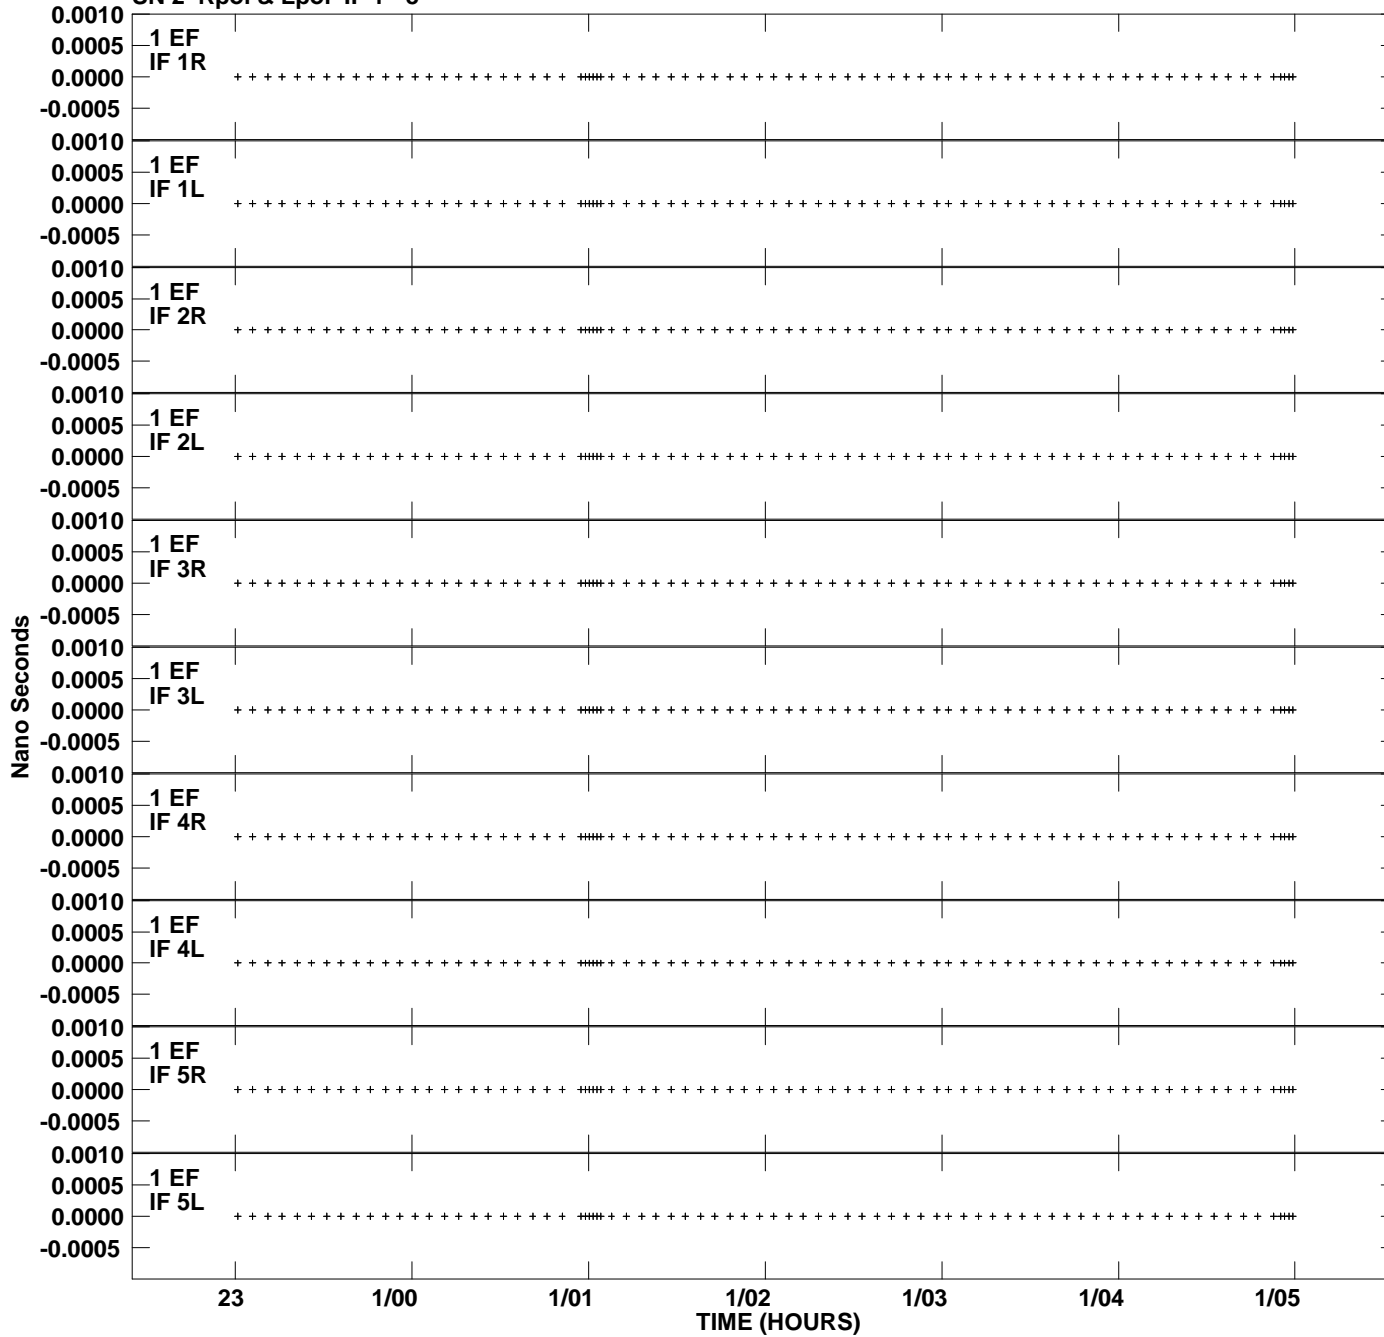 0.0010
0.0005
0.0000
-0.0005
1 EF
IF 1R
0.0010
0.0005
0.0000
-0.0005
1 EF
IF 1L
0.0010
0.0005
0.0000
-0.0005
1 EF
IF 2R
0.0010
0.0005
0.0000
-0.0005
1 EF
IF 2L
0.0010
0.0005
0.0000
-0.0005
1 EF
IF 3R
0.0010
0.0005
0.0000
-0.0005
1 EF
IF 3L
0.0010
0.0005
0.0000
-0.0005
1 EF
IF 4R
0.0010
0.0005
0.0000
-0.0005
1 EF
IF 4L
0.0010
0.0005
0.0000
-0.0005
1 EF
IF 5R
0.0010
0.0005
0.0000
-0.0005
1 EF
IF 5L
Nano Seconds
23 1/00 1/01 1/02 1/03 1/04 1/05
TIME (HOURS)